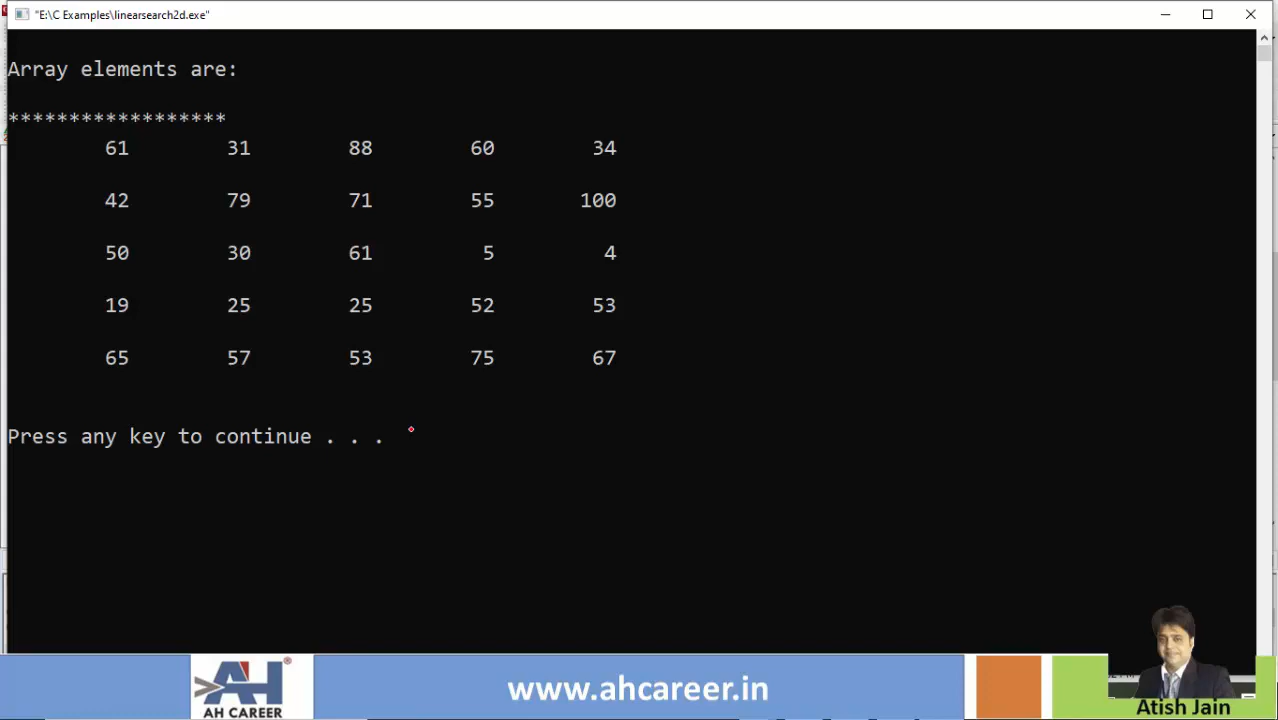 "E:\C Examples\linearsearch2d.exe"
Array elements are:
******************
61 31 88 60 34
42 79 71 55 100
50 30 61 5 4
19 25 25 52 53
65 57 53 75 67
Press any key to continue . . .
AH
AH CAREER
www.ahcareer.in
Atish Jain